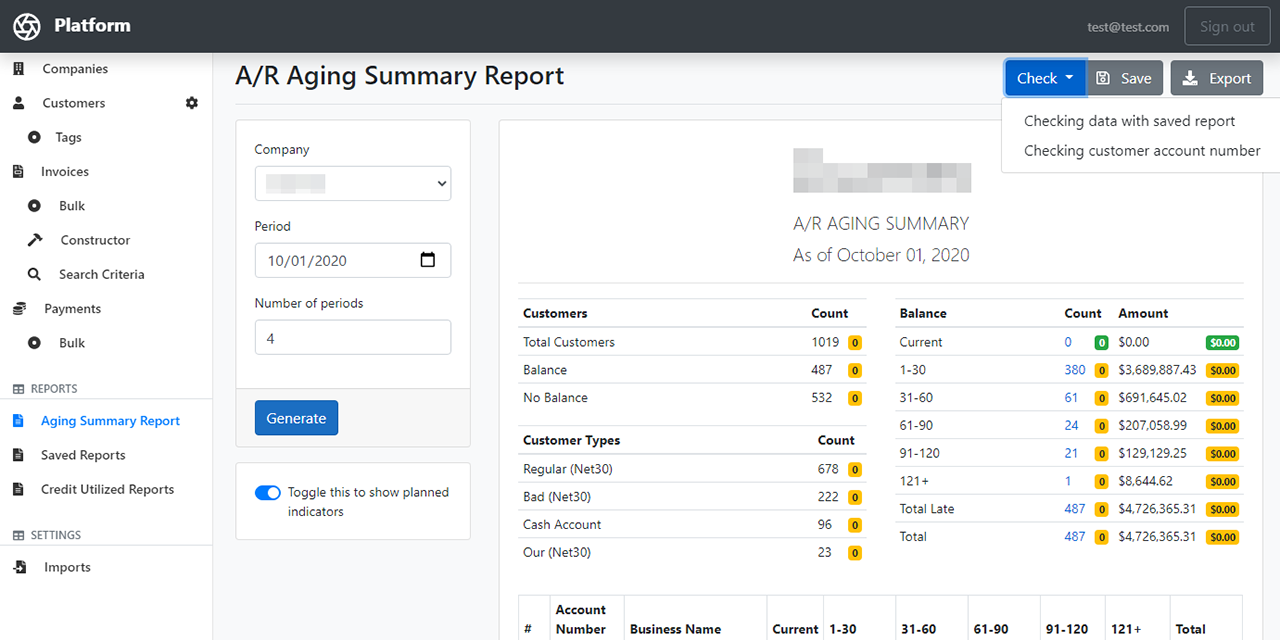 Platform
test@test.com
Sign out
Companies
Customers
Tags
Invoices
Bulk
Constructor
Search Criteria
Payments
Bulk
REPORTS
Aging Summary Report
Saved Reports
Credit Utilized Reports
SETTINGS
Imports
A/R Aging Summary Report
Check
Save
Export
Checking data with saved report
Checking customer account number
Company
Period
10/01/2020
Number of periods
4
Generate
Toggle this to show planned
indicators
A/R AGING SUMMARY
As of October 01, 2020
Customers Count
Total Customers 1019 0
Balance 487 0
No Balance 532 0
Customer Types Count
Regular (Net30) 678 0
Bad (Net30) 222 0
Cash Account 96 0
Our (Net30) 23 0
Balance Count Amount
Current 0 0 $0.00 $0.00
1-30 380 0 $3,689,887.43 $0.00
31-60 61 0 $691,645.02 $0.00
61-90 24 0 $207,058.99 $0.00
91-120 21 0 $129,129.25 $0.00
121+ 1 0 $8,644.62 $0.00
Total Late 487 0 $4,726,365.31 $0.00
Total 487 0 $4,726,365.31 $0.00
# Account Number Business Name Current 1-30 31-60 61-90 91-120 121+ Total